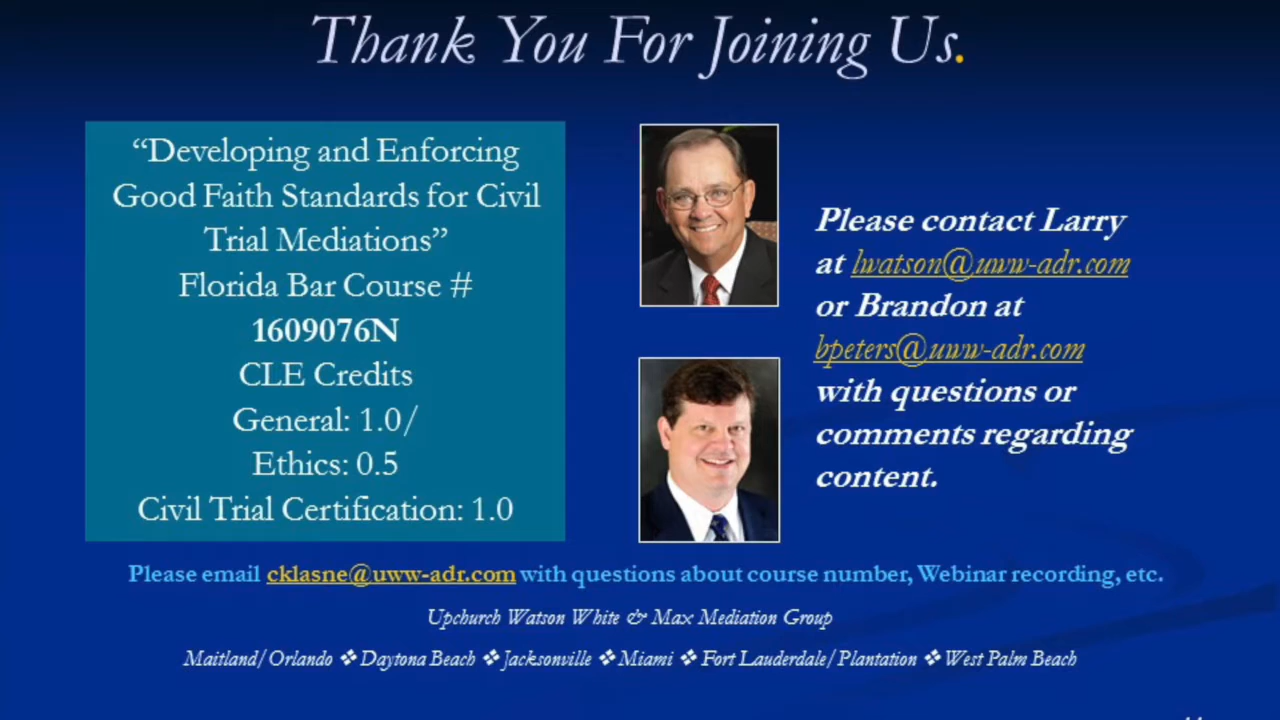 Thank You For Joining Us.
“Developing and Enforcing
Good Faith Standards for Civil
Trial Mediations”
Florida Bar Course #
1609076N
CLE Credits
General: 1.0/
Ethics: 0.5
Civil Trial Certification: 1.0
Please contact Larry
at lwatson@uww-adr.com
or Brandon at
bpeters@uww-adr.com
with questions or
comments regarding
content.
Please email cklasne@uww-adr.com with questions about course number, Webinar recording, etc.
Upchurch Watson White & Max Mediation Group
Maitland/Orlando ❖ Daytona Beach ❖ Jacksonville ❖ Miami ❖ Fort Lauderdale/Plantation ❖ West Palm Beach